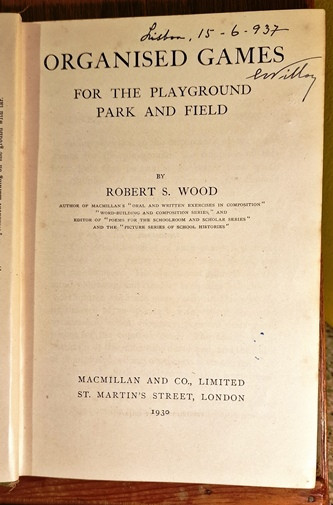 Lisboa, 15-6-937
ORGANISED GAMES
FOR THE PLAYGROUND
PARK AND FIELD
BY
ROBERT S. WOOD
AUTHOR OF MACMILLAN'S "ORAL AND WRITTEN EXERCISES IN COMPOSITION"
"WORD-BUILDING AND COMPOSITION SERIES," AND
EDITOR OF "POEMS FOR THE SCHOOLROOM AND SCHOLAR SERIES"
AND THE "PICTURE SERIES OF SCHOOL HISTORIES"
MACMILLAN AND CO., LIMITED
ST. MARTIN'S STREET, LONDON
1930